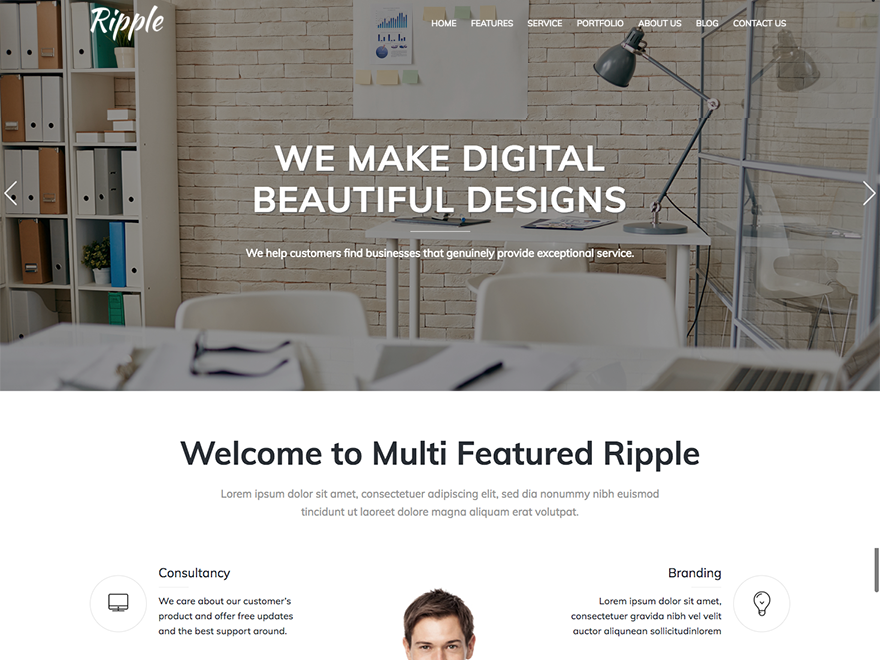 Ripple
HOME FEATURES SERVICE PORTFOLIO ABOUT US BLOG CONTACT US
WE MAKE DIGITAL
BEAUTIFUL DESIGNS
We help customers find businesses that genuinely provide exceptional service.
Welcome to Multi Featured Ripple
Lorem ipsum dolor sit amet, consectetuer adipiscing elit, sed dia nonummy nibh euismod
tincidunt ut laoreet dolore magna aliquam erat volutpat.
Consultancy
We care about our customer's
product and offer free updates
and the best support around.
Branding
Lorem ipsum dolor sit amet,
consectetuer gravida nibh vel velit
auctor aliqunean sollicitudinlorem